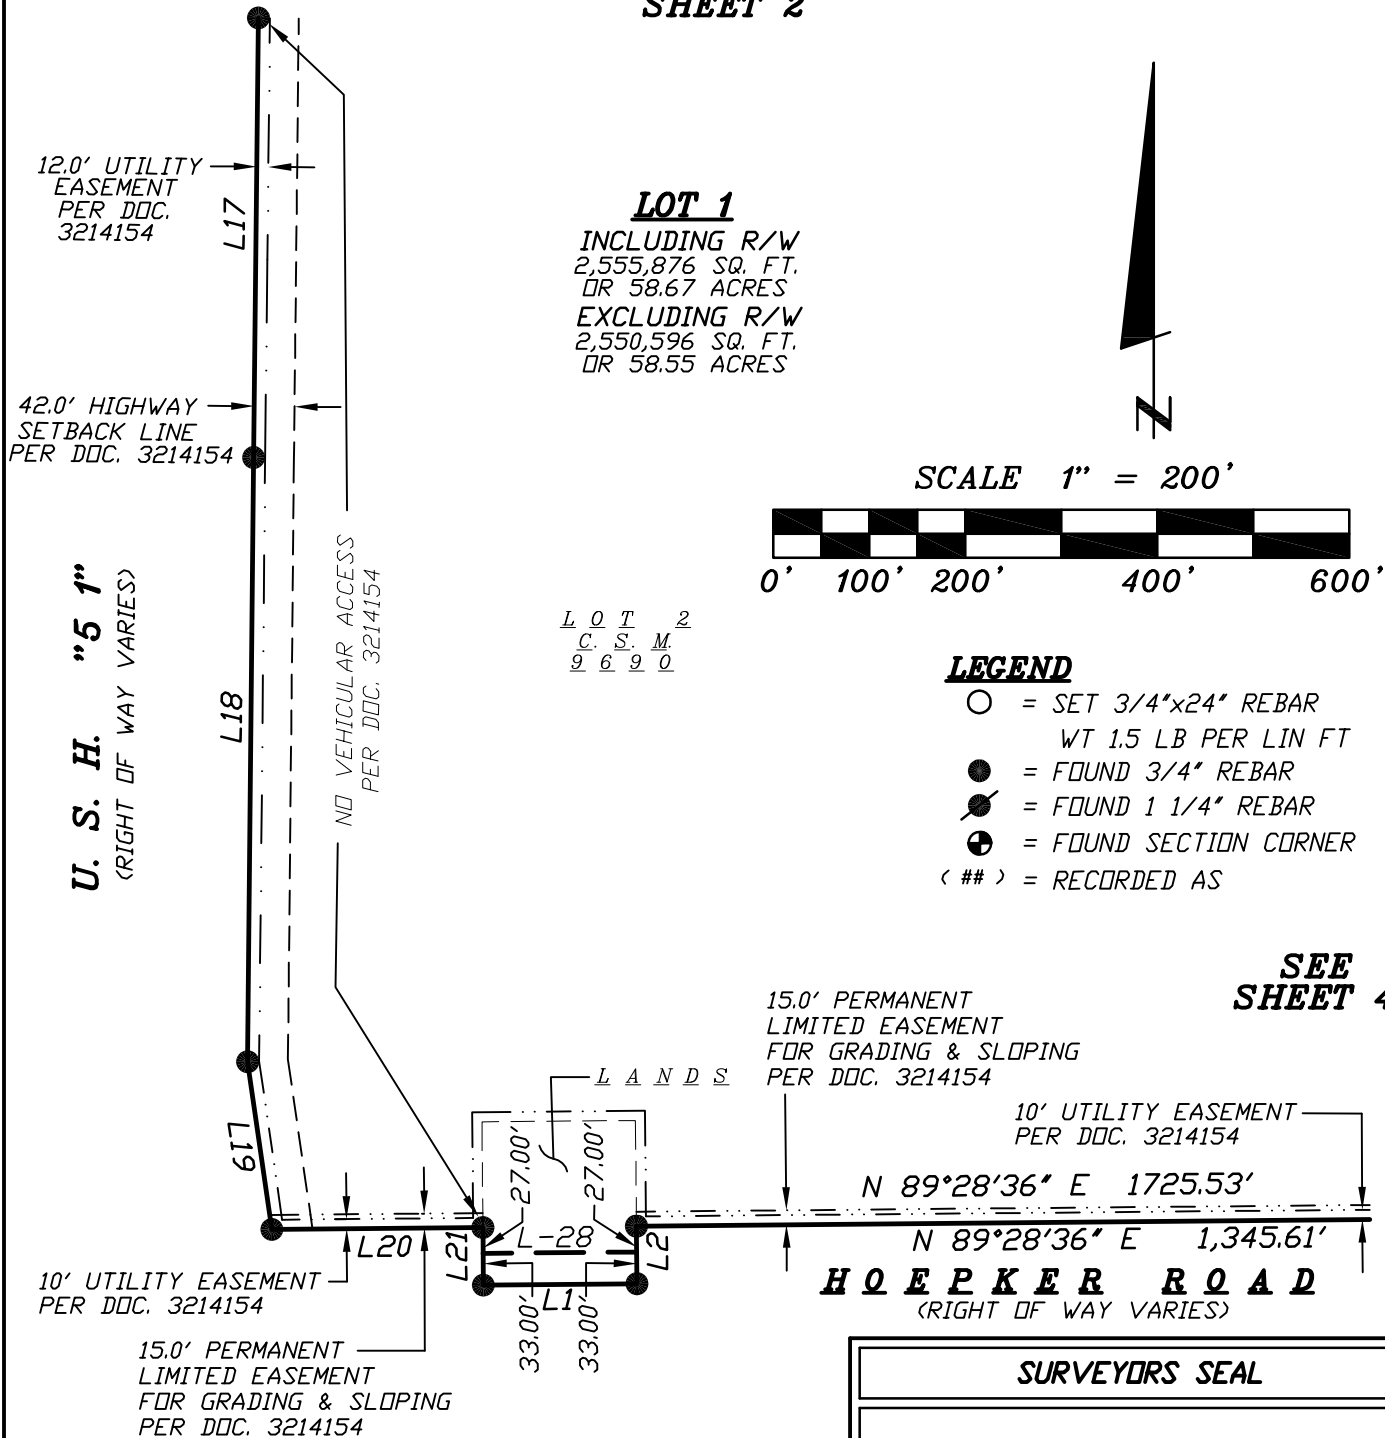 SHEET 2
12.0' UTILITY
EASEMENT
PER DOC.
3214154
L17
LOT 1
INCLUDING R/W
2,555,876 SQ. FT.
OR 58.67 ACRES
EXCLUDING R/W
2,550,596 SQ. FT.
OR 58.55 ACRES
N
42.0' HIGHWAY
SETBACK LINE
PER DOC. 3214154
SCALE 1" = 200'
0' 100' 200' 400' 600'
U. S. H. "5 1"
(RIGHT OF WAY VARIES)
L18
NO VEHICULAR ACCESS
PER DOC. 3214154
L O T 2
C. S. M.
9 6 9 0
LEGEND
= SET 3/4"x24" REBAR
WT 1.5 LB PER LIN FT
= FOUND 3/4" REBAR
= FOUND 1 1/4" REBAR
= FOUND SECTION CORNER
( ## ) = RECORDED AS
SEE
SHEET 4
15.0' PERMANENT
LIMITED EASEMENT
FOR GRADING & SLOPING
PER DOC. 3214154
L A N D S
10' UTILITY EASEMENT
PER DOC. 3214154
L19
27.00'
27.00'
N 89°28'36" E 1725.53'
L20
L21
L-28
L2
N 89°28'36" E 1,345.61'
H O E P K E R R O A D
(RIGHT OF WAY VARIES)
10' UTILITY EASEMENT
PER DOC. 3214154
L1
33.00'
33.00'
15.0' PERMANENT
LIMITED EASEMENT
FOR GRADING & SLOPING
PER DOC. 3214154
SURVEYORS SEAL